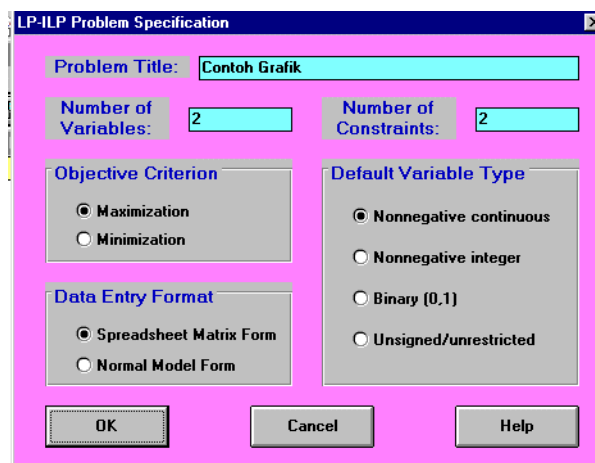 LP-ILP Problem Specification
Problem Title: Contoh Grafik
Number of Variables: 2
Number of Constraints: 2
Objective Criterion
Maximization
Minimization
Data Entry Format
Spreadsheet Matrix Form
Normal Model Form
Default Variable Type
Nonnegative continuous
Nonnegative integer
Binary (0,1)
Unsigned/unrestricted
OK Cancel Help